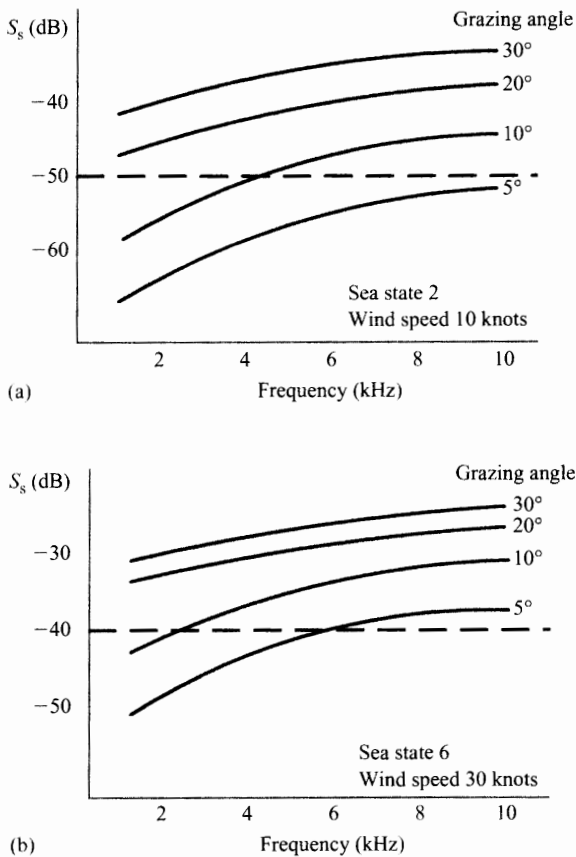 Grazing angle
Sₛ (dB)
30°
−40
20°
10°
−50
5°
−60
Sea state 2
Wind speed 10 knots
2 4 6 8 10
(a)
Frequency (kHz)
Grazing angle
Sₛ (dB)
30°
20°
−30
10°
5°
−40
−50
Sea state 6
Wind speed 30 knots
2 4 6 8 10
(b)
Frequency (kHz)